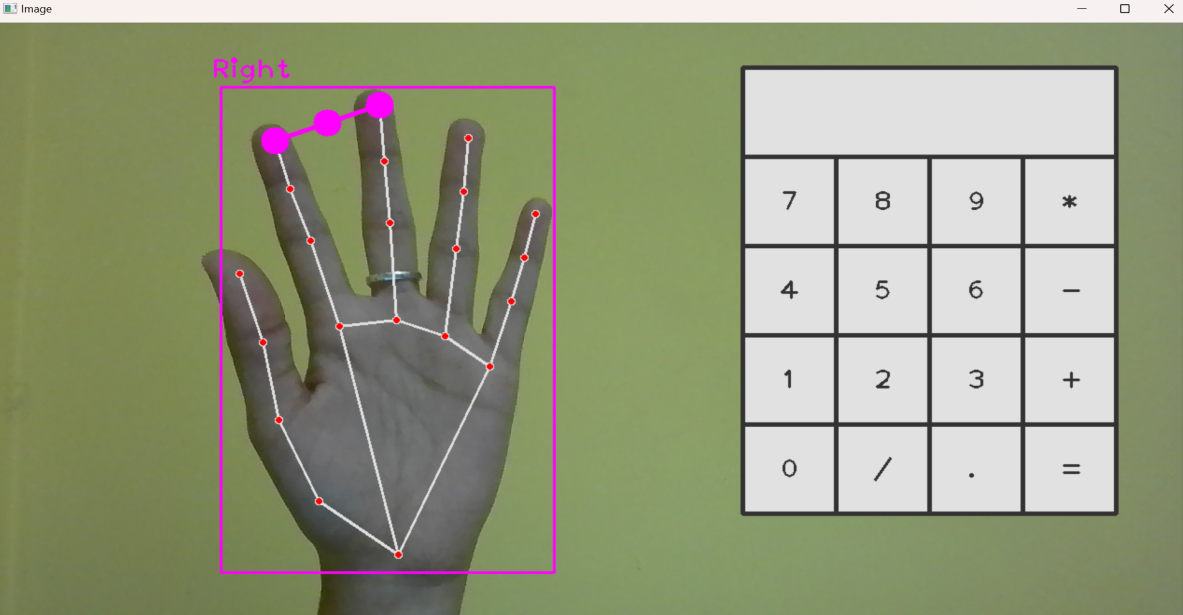 Image
Right
7 8 9 *
4 5 6 -
1 2 3 +
0 / . =